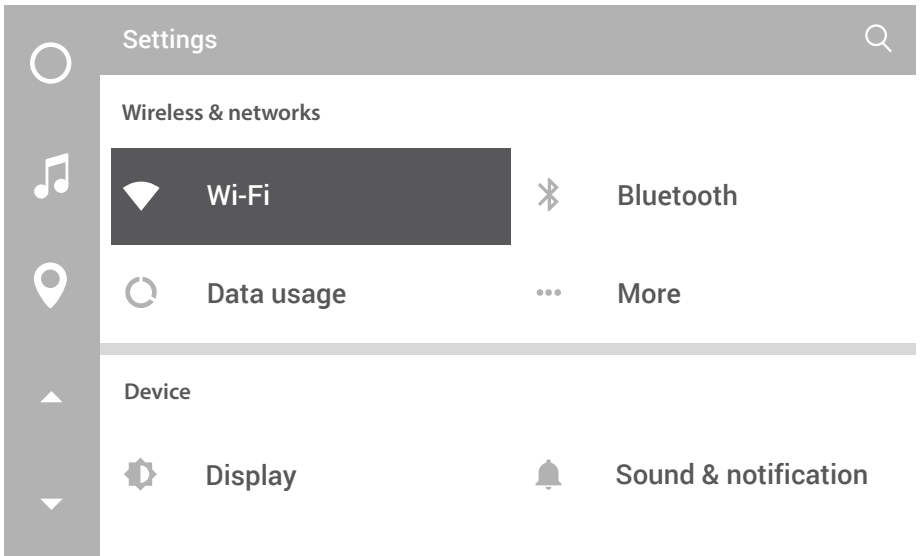 Settings
Wireless & networks
Wi-Fi
Bluetooth
Data usage
More
Device
Display
Sound & notification